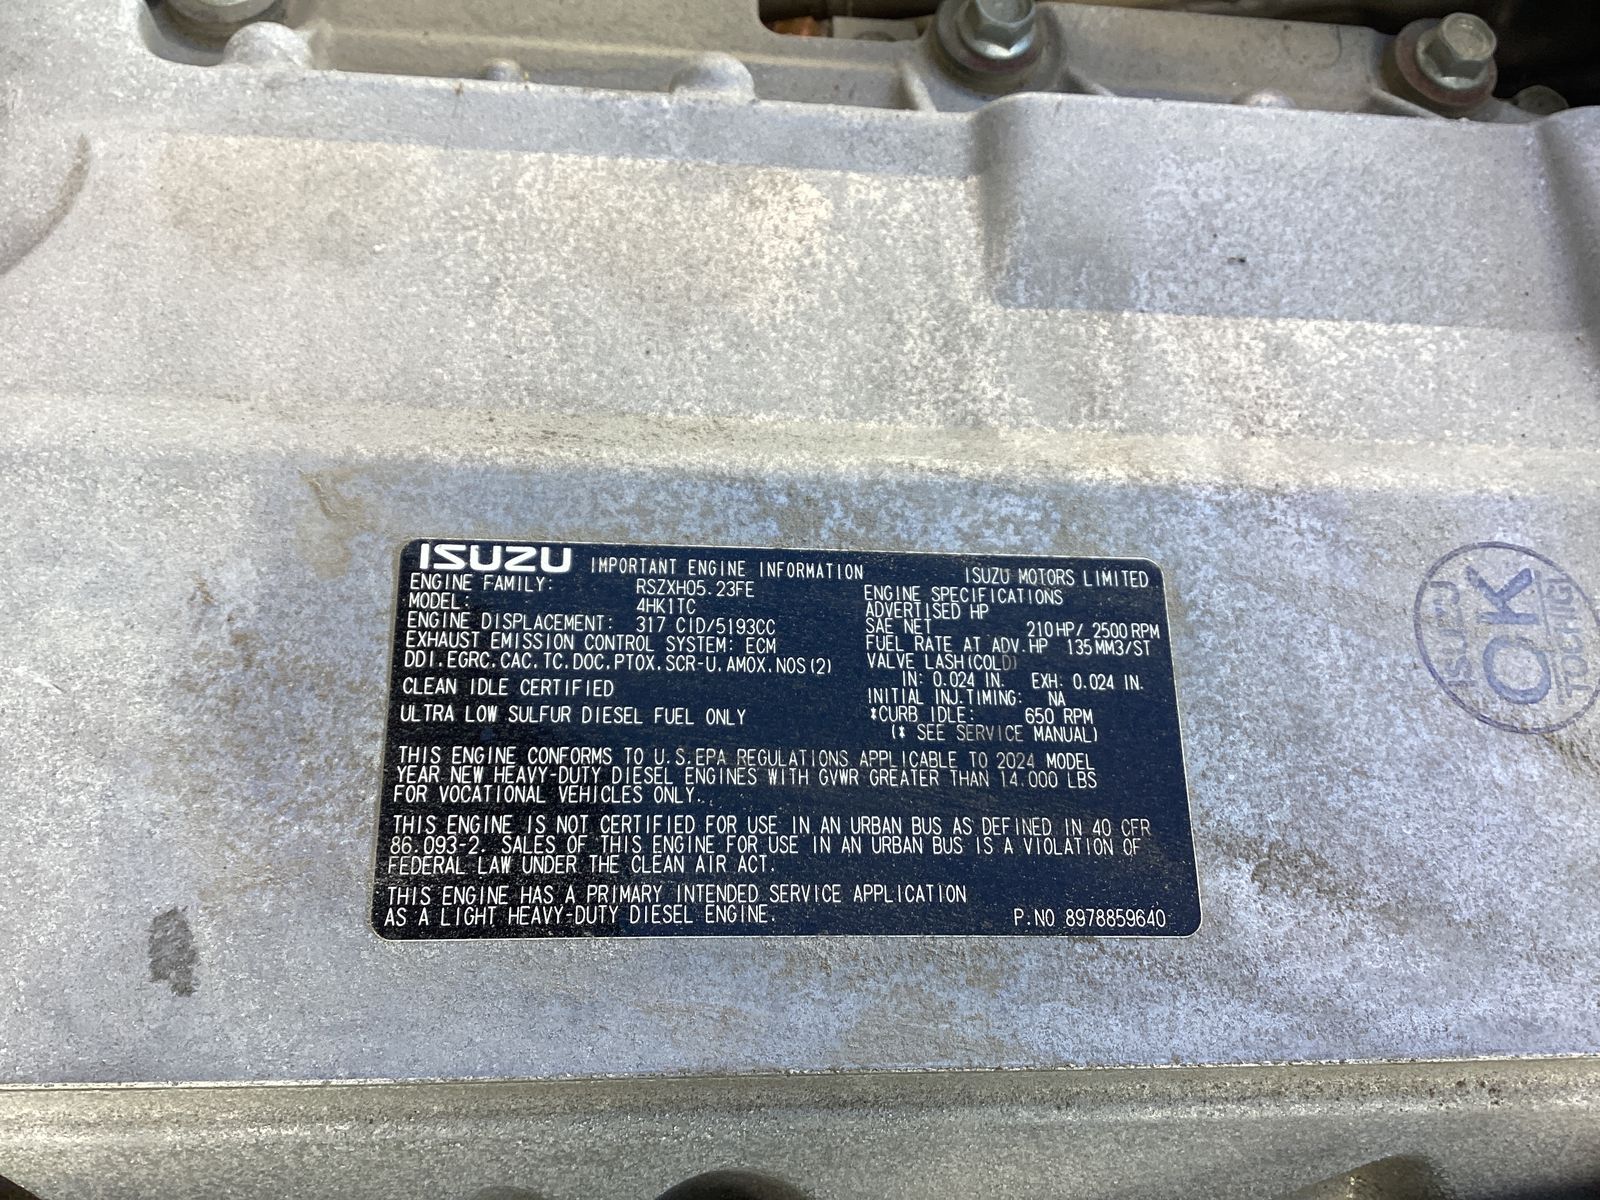 ISUZU IMPORTANT ENGINE INFORMATION ISUZU MOTORS LIMITED
ENGINE FAMILY: RSZXH05.23FE
MODEL: 4HK1TC
ENGINE DISPLACEMENT: 317 CID/5193CC
EXHAUST EMISSION CONTROL SYSTEM: ECM
DDI.EGRC.CAC.TC.DOC.PTOX.SCR-U.AMOX.NOS(2)
CLEAN IDLE CERTIFIED
ULTRA LOW SULFUR DIESEL FUEL ONLY
ENGINE SPECIFICATIONS
ADVERTISED HP
SAE NET 210HP/ 2500RPM
FUEL RATE AT ADV.HP 135MM3/ST
VALVE LASH(COLD)
IN: 0.024 IN. EXH: 0.024 IN.
INITIAL INJ.TIMING: NA
*CURB IDLE: 650 RPM
(* SEE SERVICE MANUAL)
THIS ENGINE CONFORMS TO U.S.EPA REGULATIONS APPLICABLE TO 2024 MODEL
YEAR NEW HEAVY-DUTY DIESEL ENGINES WITH GVWR GREATER THAN 14.000 LBS
FOR VOCATIONAL VEHICLES ONLY.
THIS ENGINE IS NOT CERTIFIED FOR USE IN AN URBAN BUS AS DEFINED IN 40 CFR
86.093-2. SALES OF THIS ENGINE FOR USE IN AN URBAN BUS IS A VIOLATION OF
FEDERAL LAW UNDER THE CLEAN AIR ACT.
THIS ENGINE HAS A PRIMARY INTENDED SERVICE APPLICATION
AS A LIGHT HEAVY-DUTY DIESEL ENGINE.
P.NO 8978859640
ISUZU
OK
TOCHIGI